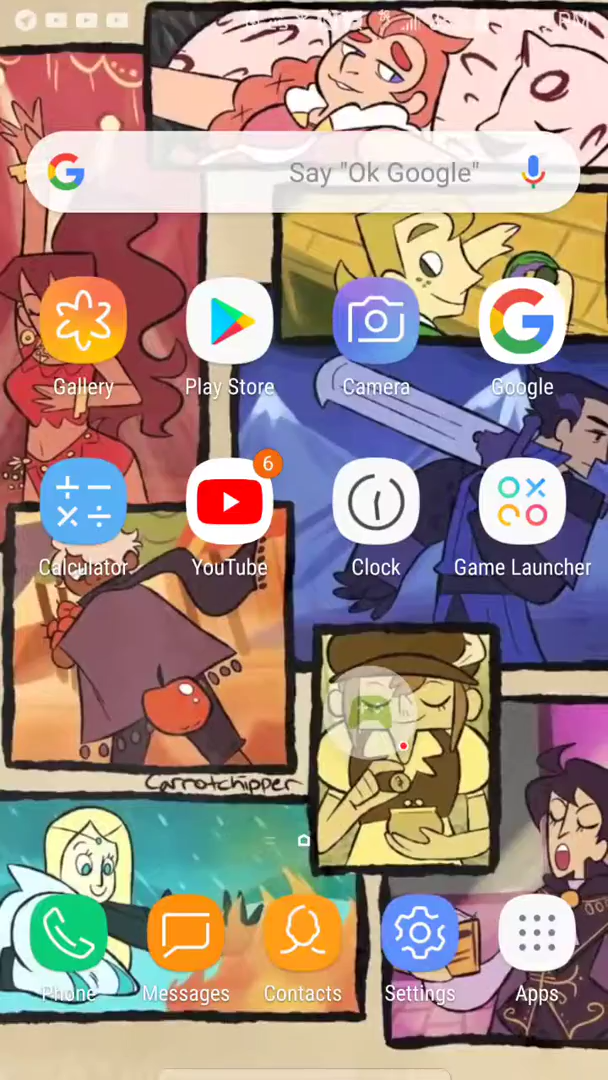 Say "Ok Google"
Gallery
Play Store
Camera
Google
6
Calculator
YouTube
Clock
Game Launcher
Carrotchipper
Phone
Messages
Contacts
Settings
Apps